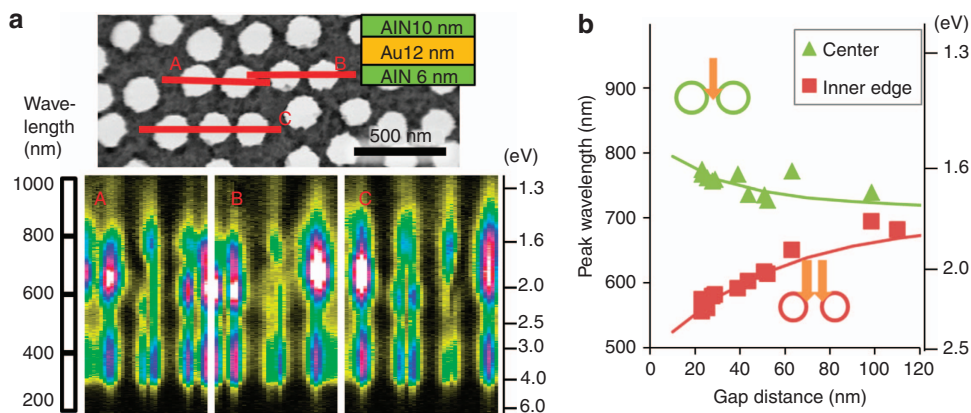 a
AlN10 nm
Au12 nm
AlN 6 nm
A
B
C
500 nm
Wave-
length
(nm)
(eV)
1000
800
600
400
200
A
B
C
1.3
1.6
2.0
3.0
4.0
6.0
b
(eV)
Center
Inner edge
Peak wavelength (nm)
900
800
700
600
500
1.3
1.6
2.0
2.5
0 20 40 60 80 100 120
Gap distance (nm)